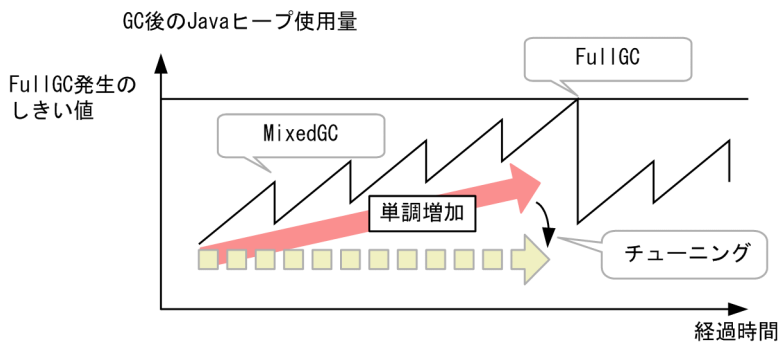 GC後のJavaヒープ使用量
FullGC発生の
しきい値
FullGC
MixedGC
単調増加
チューニング
経過時間